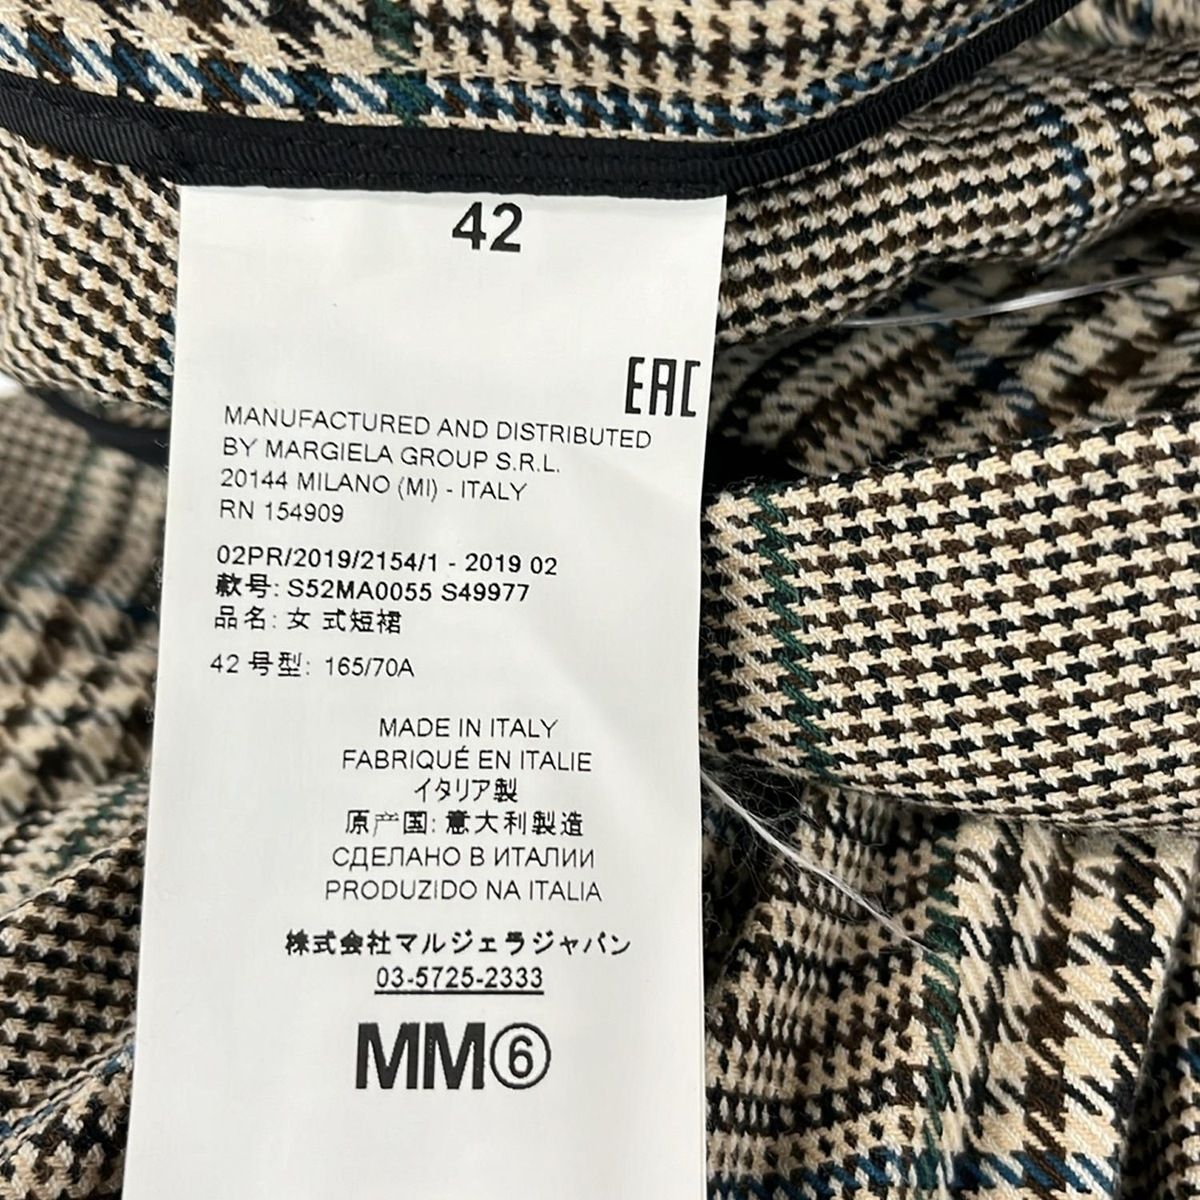 42
EAC
MANUFACTURED AND DISTRIBUTED
BY MARGIELA GROUP S.R.L.
20144 MILANO (MI) - ITALY
RN 154909
02PR/2019/2154/1 - 2019 02
款号: S52MA0055 S49977
品名: 女 式短裙
42 号型: 165/70A
MADE IN ITALY
FABRIQUÉ EN ITALIE
イタリア製
原产国: 意大利製造
СДЕЛАНО В ИТАЛИИ
PRODUZIDO NA ITALIA
株式会社マルジェラジャパン
03-5725-2333
MM⑥